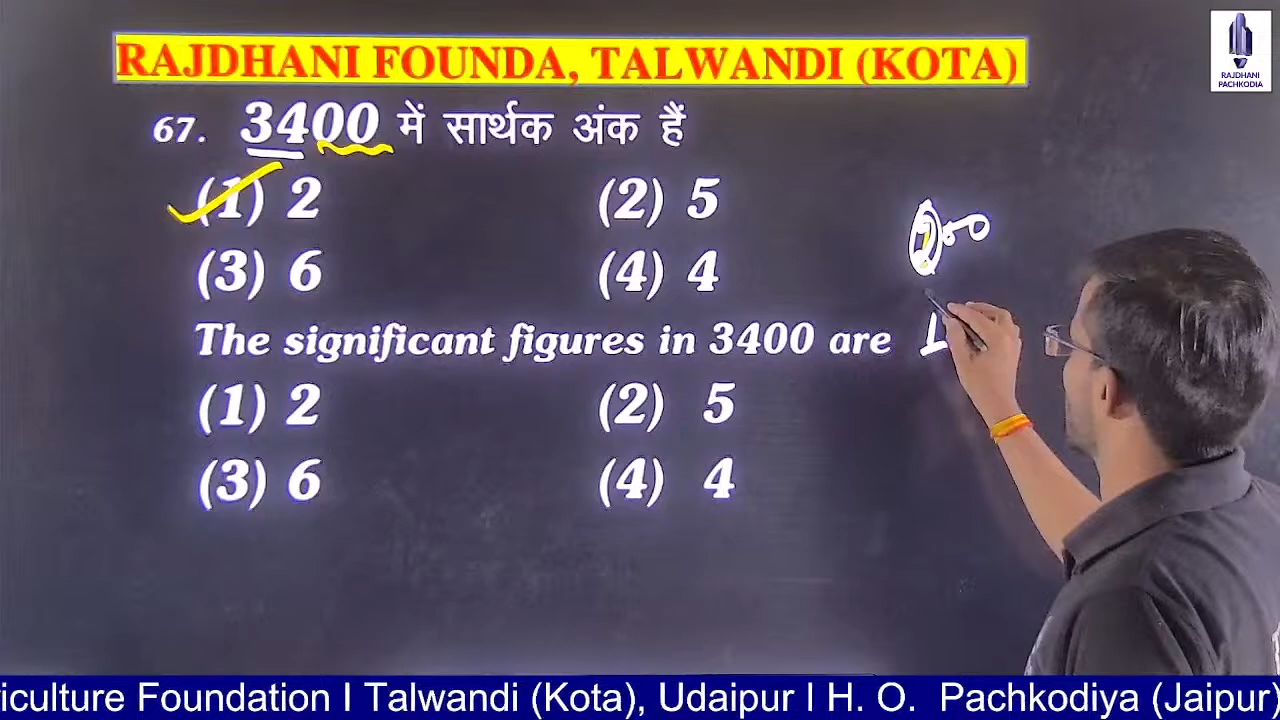 RAJDHANI FOUNDA, TALWANDI (KOTA)
RAJDHANI
PACHKODIA
67. 3400 में सार्थक अंक हैं
(1) 2 (2) 5
(3) 6 (4) 4
The significant figures in 3400 are
(1) 2 (2) 5
(3) 6 (4) 4
riculture Foundation I Talwandi (Kota), Udaipur I H. O. Pachkodiya (Jaipur)